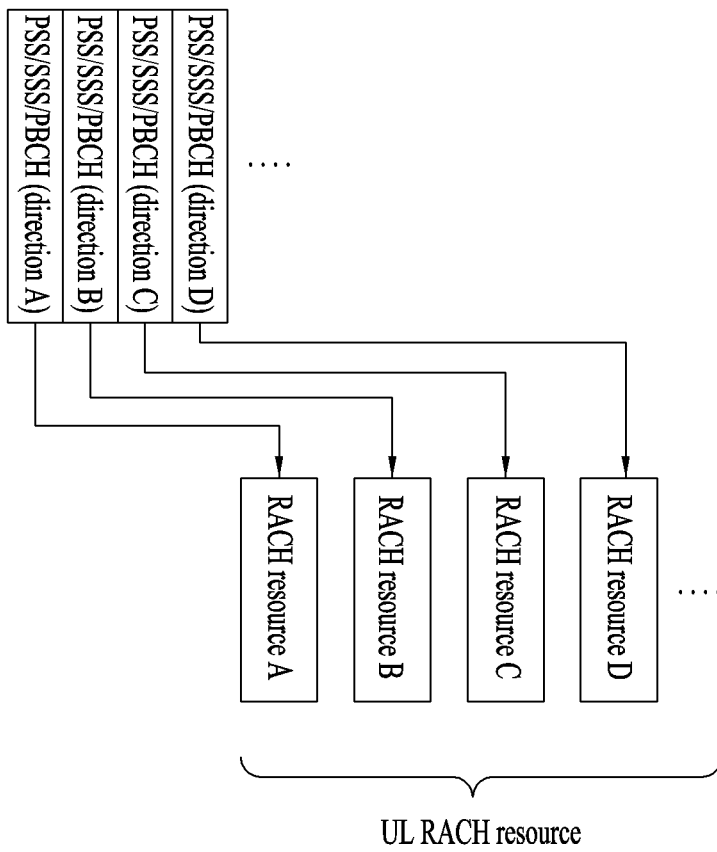 PSS/SSS/PBCH (direction A)
PSS/SSS/PBCH (direction B)
PSS/SSS/PBCH (direction C)
PSS/SSS/PBCH (direction D)
....
RACH resource A
RACH resource B
RACH resource C
RACH resource D
....
UL RACH resource